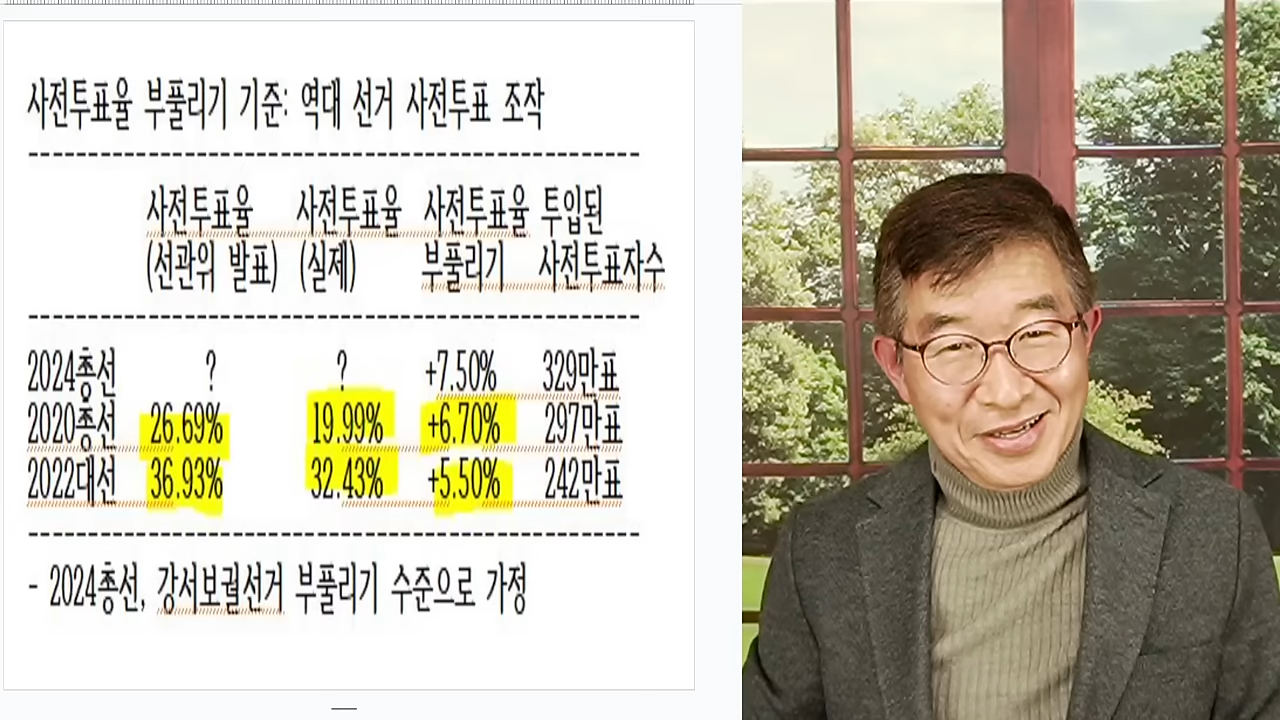 사전투표율 부풀리기 기준: 역대 선거 사전투표 조작
사전투표율 사전투표율 사전투표율 투입된
(선관위 발표) (실제) 부풀리기 사전투표자수
2024총선 ? ? +7.50% 329만표
2020총선 26.69% 19.99% +6.70% 297만표
2022대선 36.93% 32.43% +5.50% 242만표
- 2024총선, 강서보궐선거 부풀리기 수준으로 가정